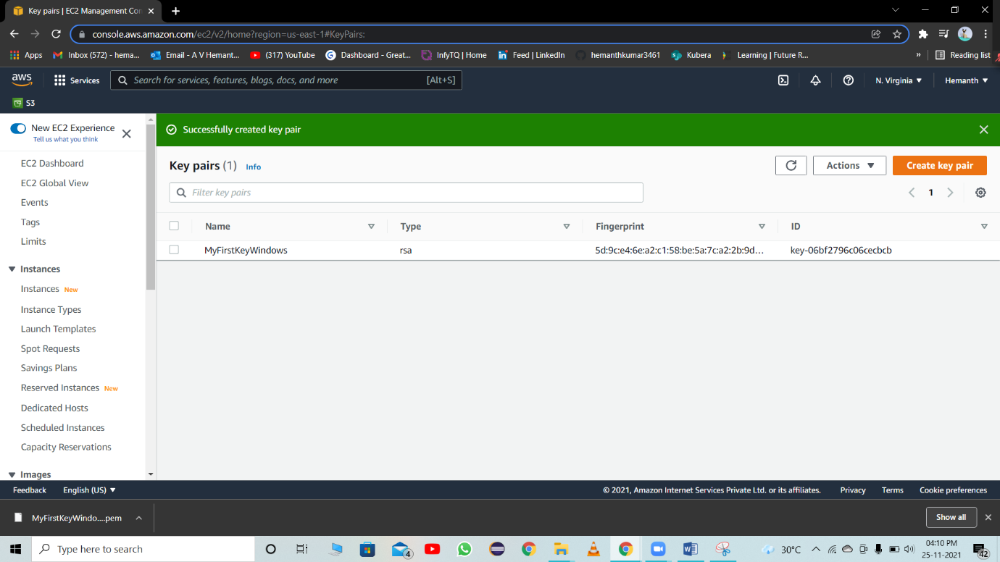 Key pairs | EC2 Management Con
console.aws.amazon.com/ec2/v2/home?region=us-east-1#KeyPairs:
Apps Inbox (572) - hema... Email - A V Hemant... (317) YouTube Dashboard - Great... InfyTQ | Home Feed | LinkedIn hemanthkumar3461 Kubera Learning | Future R... » Reading list
aws Services Search for services, features, blogs, docs, and more [Alt+S] N. Virginia Hemanth
S3
New EC2 Experience
Tell us what you think
EC2 Dashboard
EC2 Global View
Events
Tags
Limits
Instances
Instances New
Instance Types
Launch Templates
Spot Requests
Savings Plans
Reserved Instances New
Dedicated Hosts
Scheduled Instances
Capacity Reservations
Images
Successfully created key pair
Key pairs (1) Info Actions Create key pair
Filter key pairs 1
Name Type Fingerprint ID
MyFirstKeyWindows rsa 5d:9c:e4:6e:a2:c1:58:be:5a:7c:a2:2b:9d... key-06bf2796c06cecbcb
Feedback English (US) © 2021, Amazon Internet Services Private Ltd. or its affiliates. Privacy Terms Cookie preferences
MyFirstKeyWindo....pem Show all
Type here to search 4 30°C 04:10 PM
25-11-2021 42